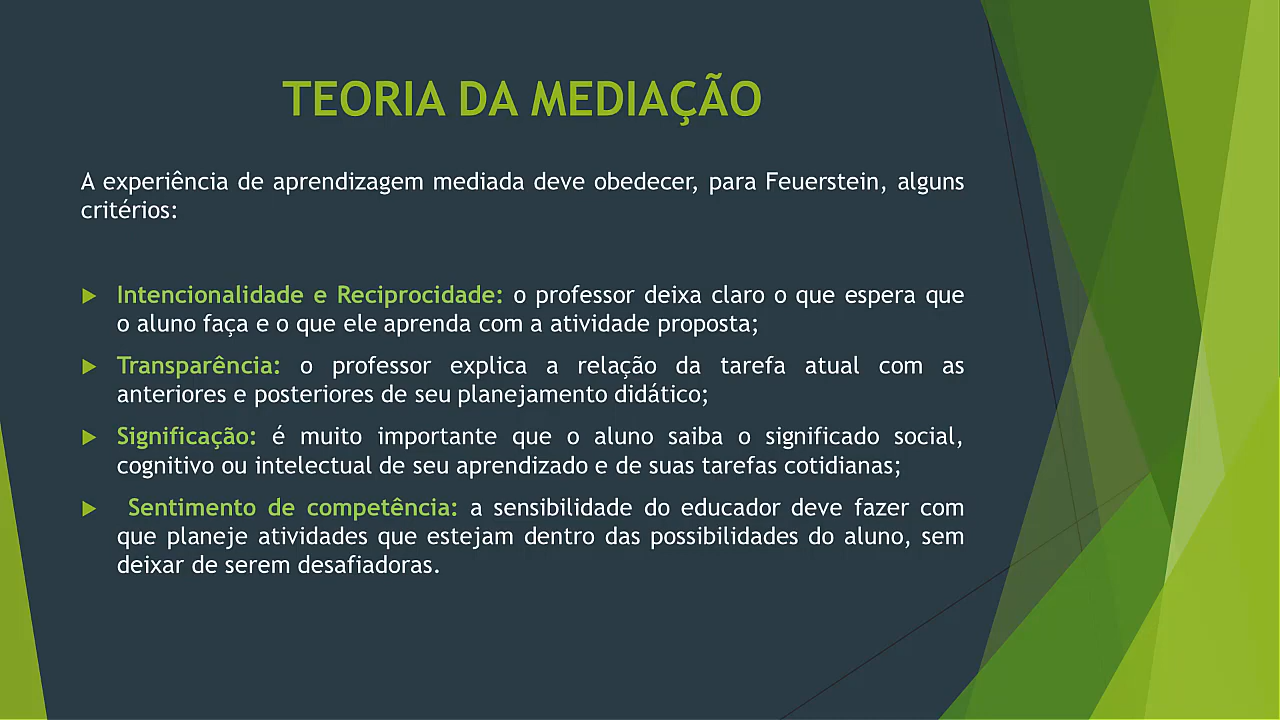 TEORIA DA MEDIAÇÃO
A experiência de aprendizagem mediada deve obedecer, para Feuerstein, alguns
critérios:
Intencionalidade e Reciprocidade: o professor deixa claro o que espera que
o aluno faça e o que ele aprenda com a atividade proposta;
Transparência: o professor explica a relação da tarefa atual com as
anteriores e posteriores de seu planejamento didático;
Significação: é muito importante que o aluno saiba o significado social,
cognitivo ou intelectual de seu aprendizado e de suas tarefas cotidianas;
Sentimento de competência: a sensibilidade do educador deve fazer com
que planeje atividades que estejam dentro das possibilidades do aluno, sem
deixar de serem desafiadoras.